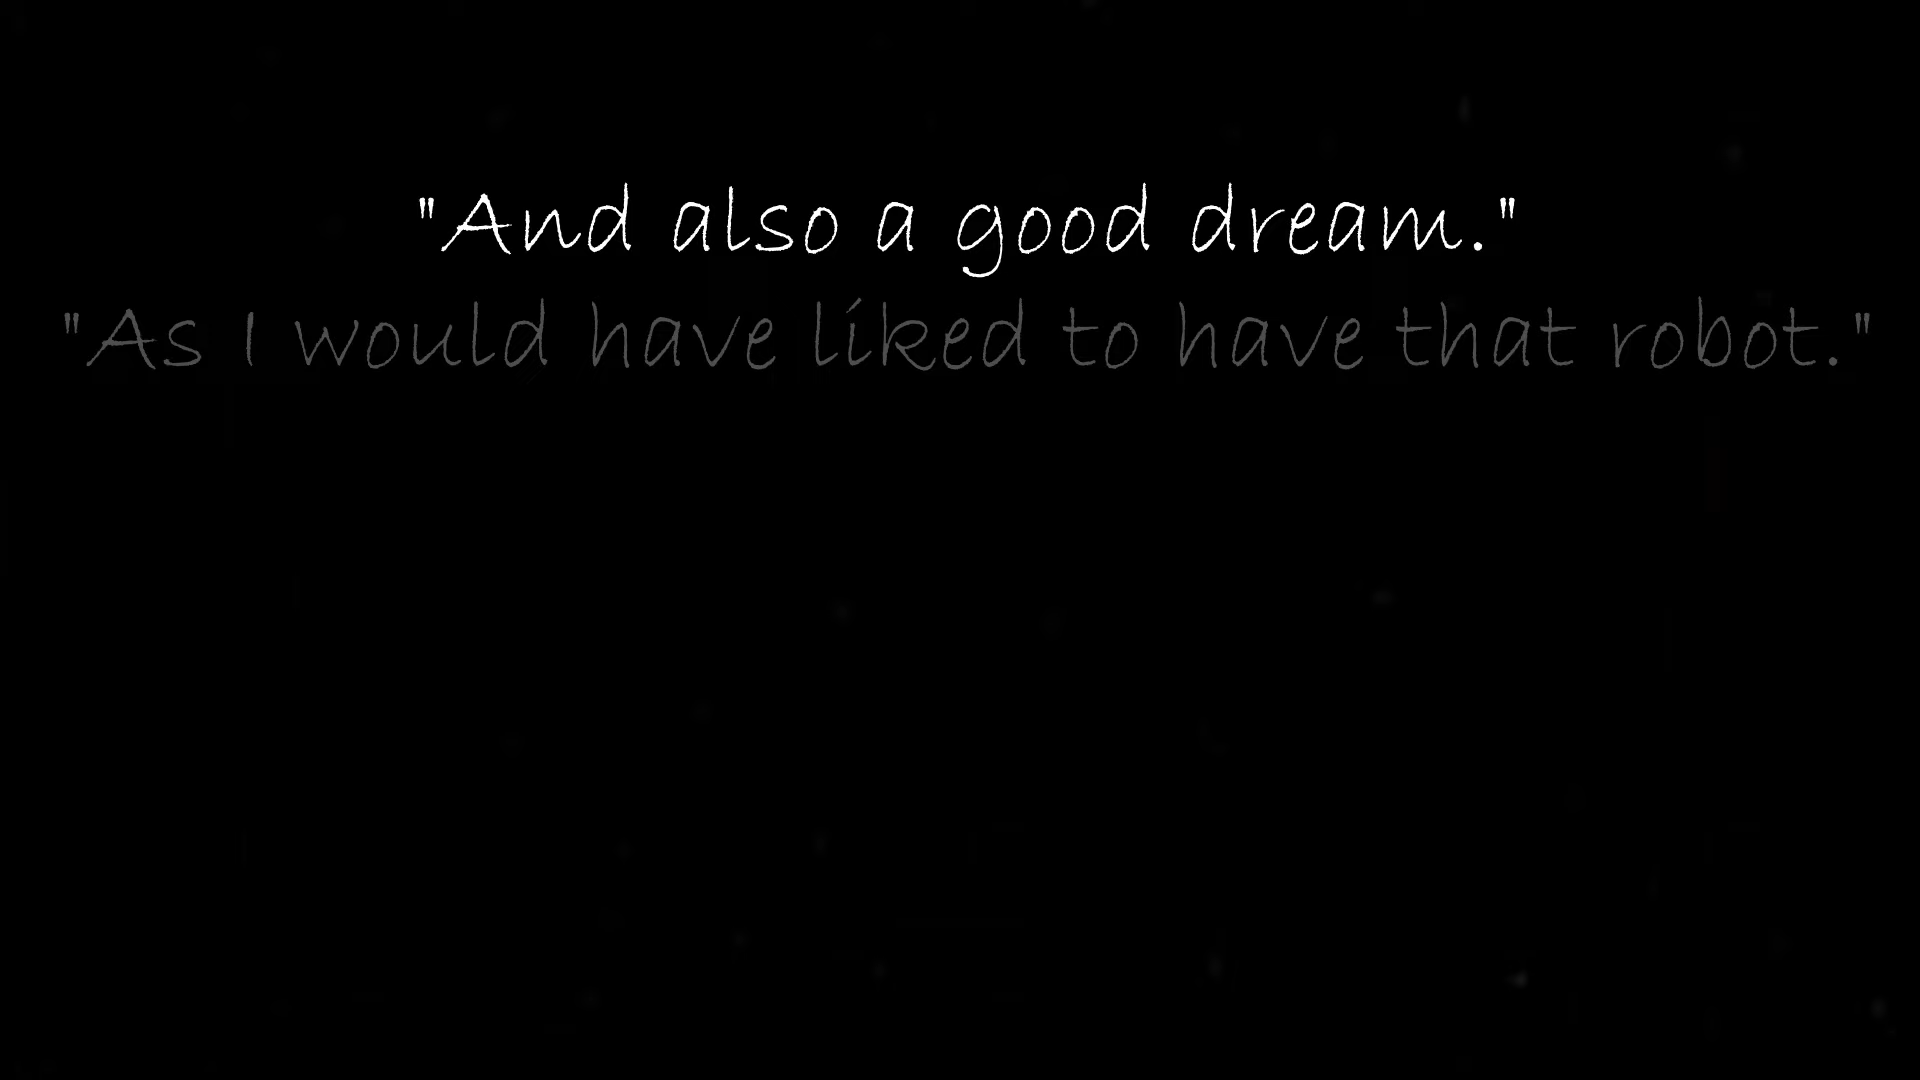 "And also a good dream."
"As I would have liked to have that robot."